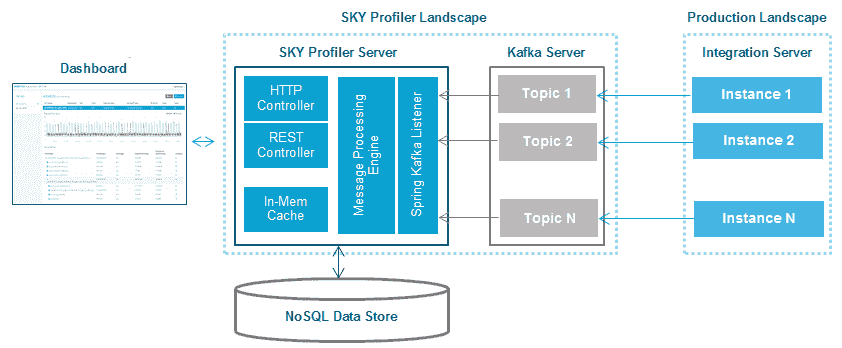 SKY Profiler Landscape
Production Landscape
SKY Profiler Server
Kafka Server
Integration Server
Dashboard
HTTP
Controller
REST
Controller
In-Mem
Cache
Message Processing
Engine
Spring Kafka Listener
Topic 1
Topic 2
Topic N
Instance 1
Instance 2
Instance N
NoSQL Data Store